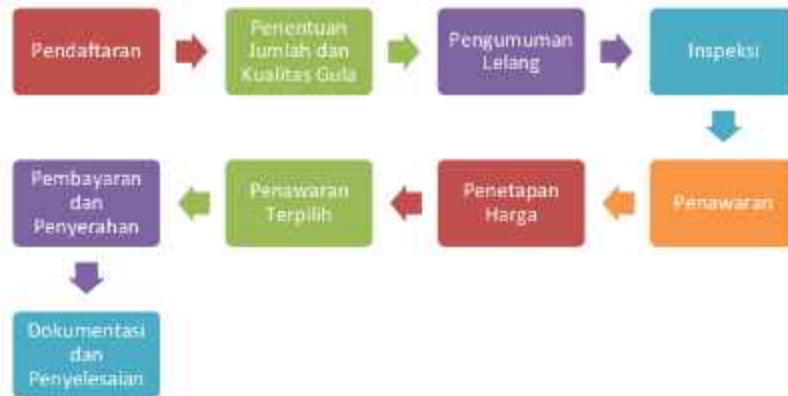 Pendaftaran
Penentuan
Jumlah dan
Kualitas Gula
Pengumuman
Lelang
Inspeksi
Penawaran
Penetapan
Harga
Penawaran
Terpilih
Pembayaran
dan
Penyerahan
Dokumentasi
dan
Penyelesaian